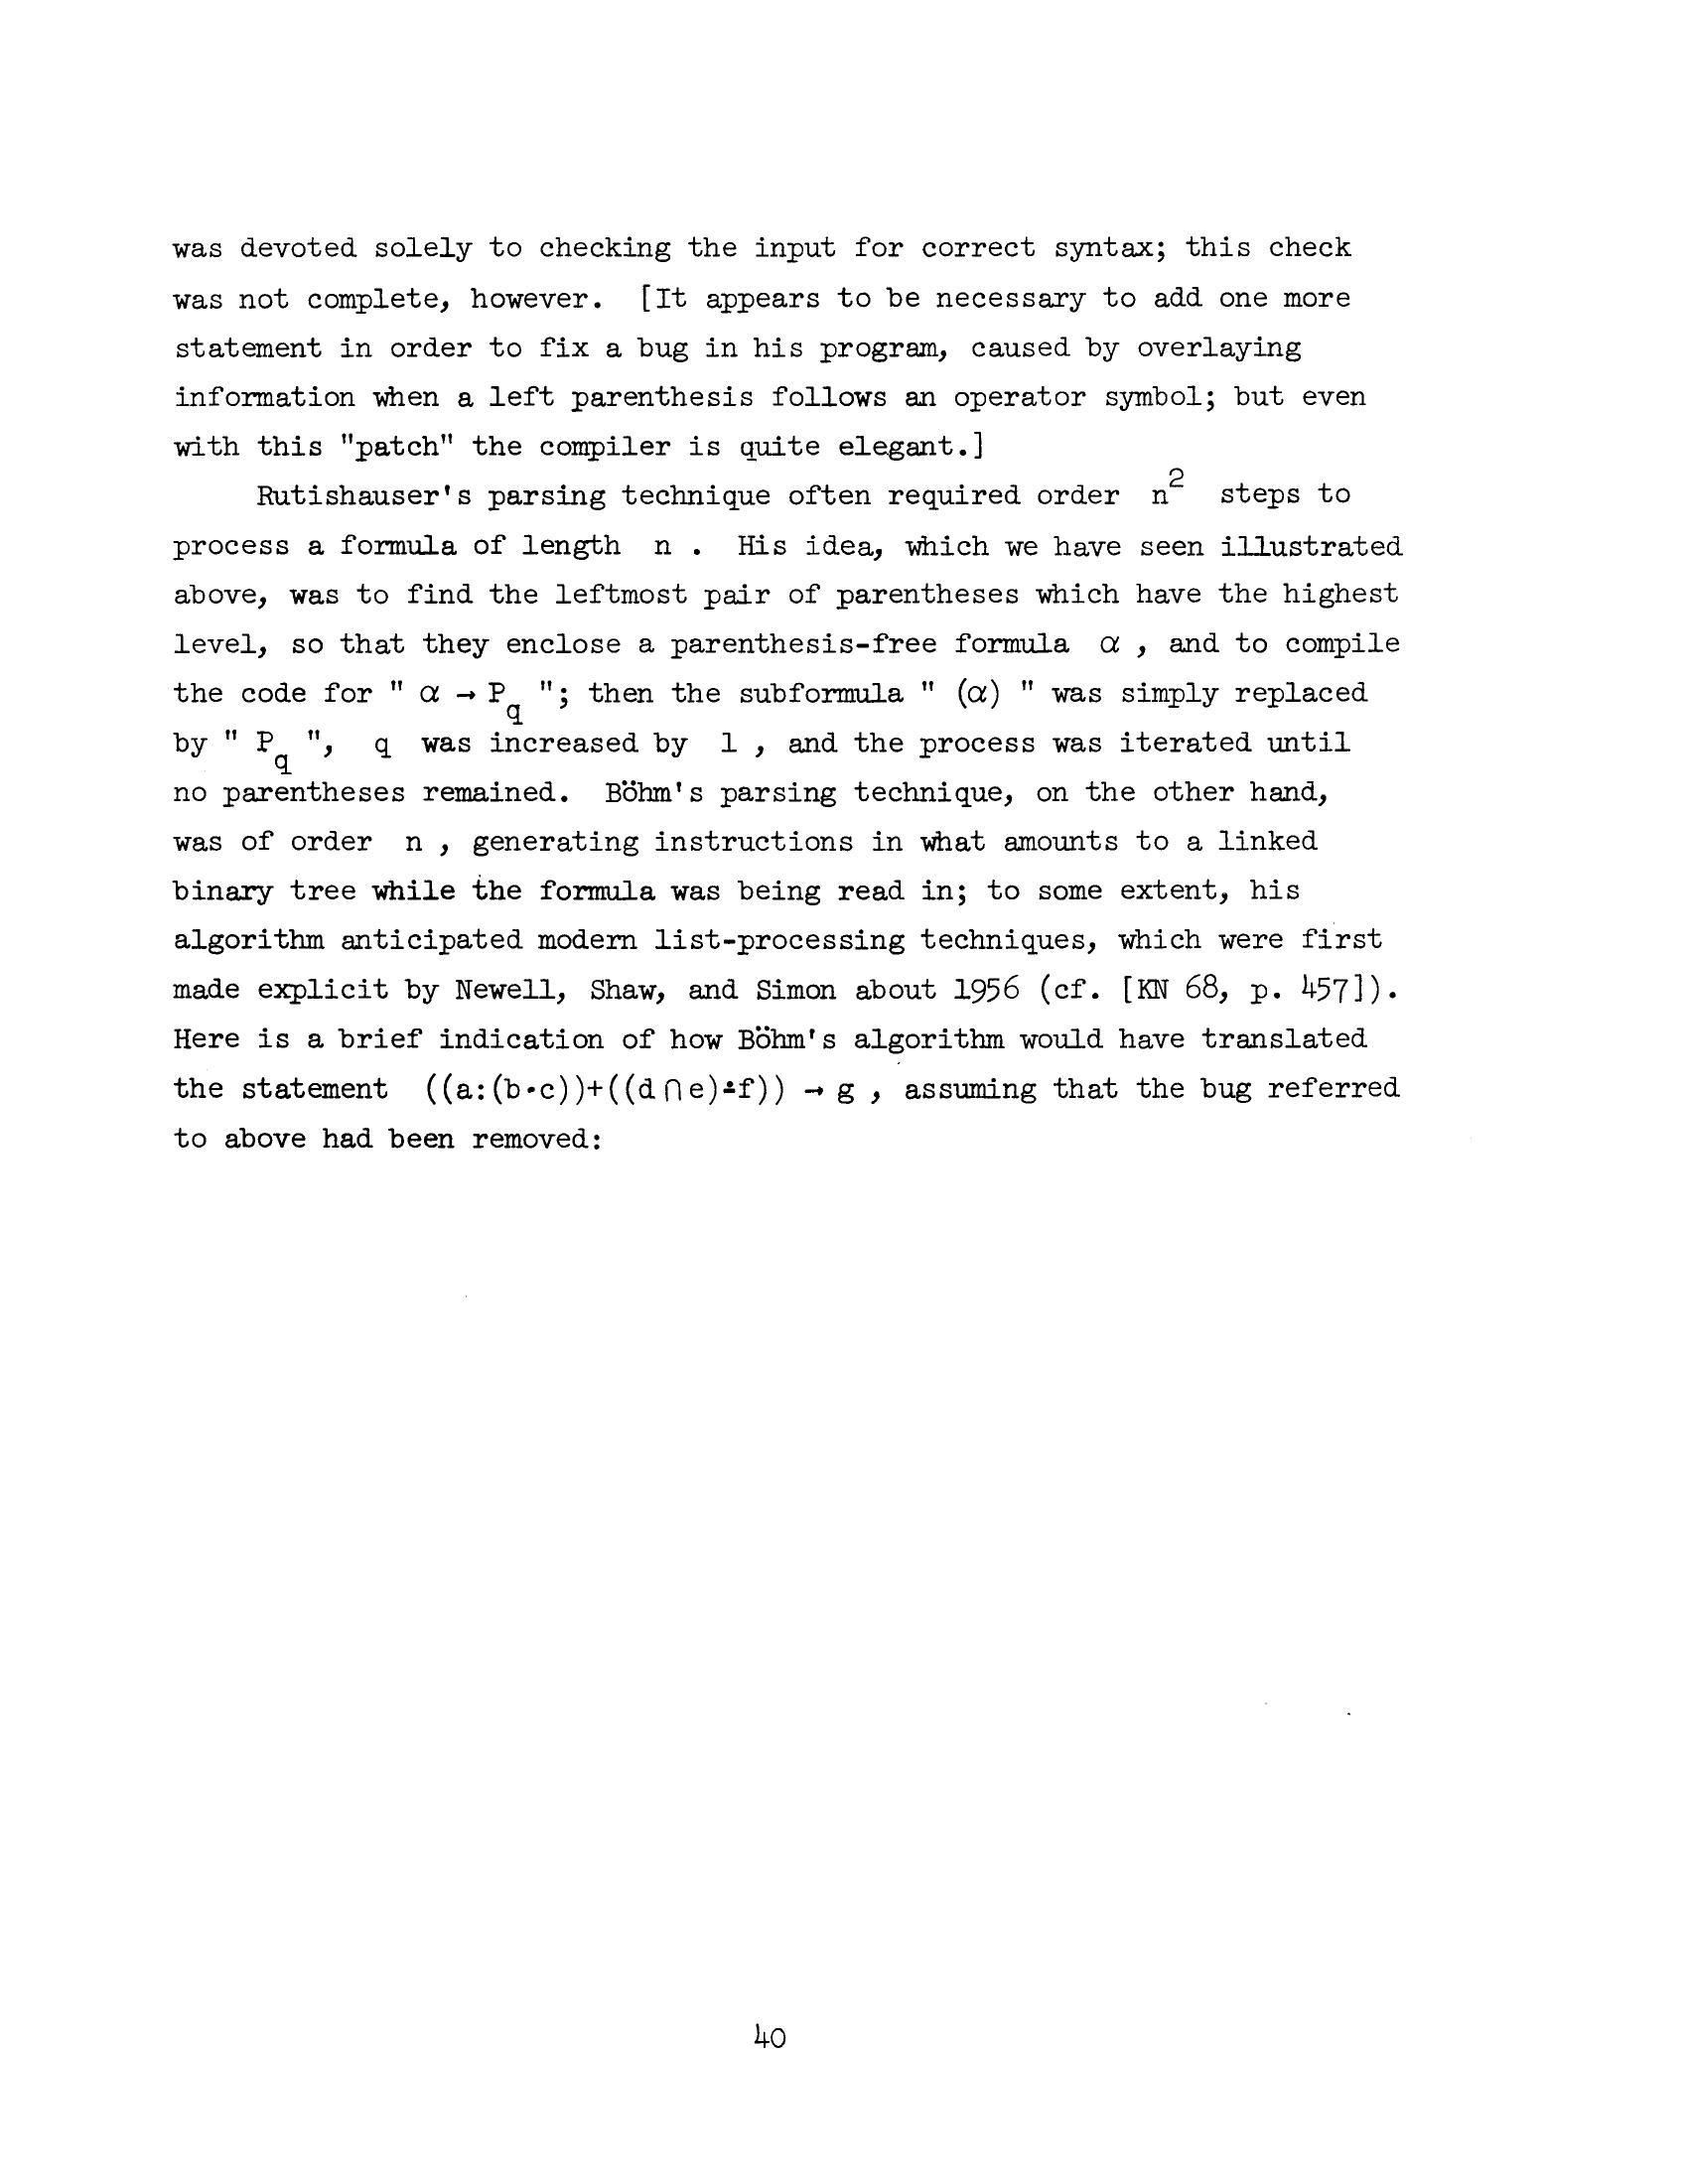 was devoted solely to checking the input for correct syntax; this check
was not complete, however. [It appears to be necessary to add one more
statement in order to fix a bug in his program, caused by overlaying
information when a left parenthesis follows an operator symbol; but even
with this "patch" the compiler is quite elegant.]
Rutishauser's parsing technique often required order n² steps to
process a formula of length n . His idea, which we have seen illustrated
above, was to find the leftmost pair of parentheses which have the highest
level, so that they enclose a parenthesis-free formula α , and to compile
the code for " α → P_q "; then the subformula " (α) " was simply replaced
by " P_q ", q was increased by 1 , and the process was iterated until
no parentheses remained. Böhm's parsing technique, on the other hand,
was of order n , generating instructions in what amounts to a linked
binary tree while the formula was being read in; to some extent, his
algorithm anticipated modern list-processing techniques, which were first
made explicit by Newell, Shaw, and Simon about 1956 (cf. [KN 68, p. 457]).
Here is a brief indication of how Böhm's algorithm would have translated
the statement ((a:(b·c))+((d∩e)∸f)) → g , assuming that the bug referred
to above had been removed:
40